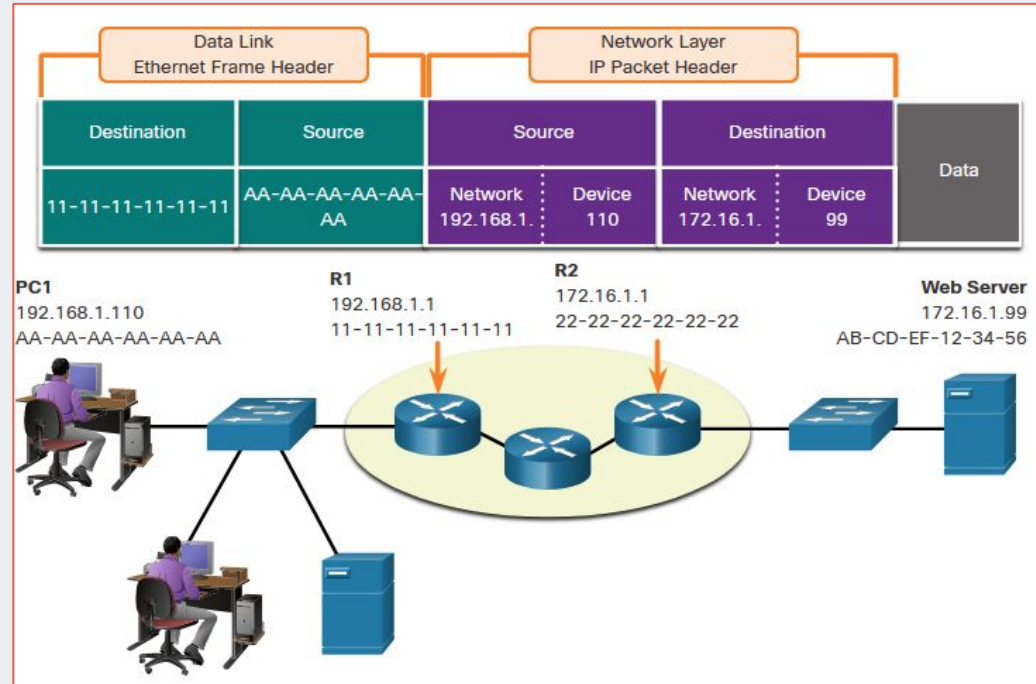 Data Link
Ethernet Frame Header
Network Layer
IP Packet Header
Destination
Source
Source
Destination
Data
11-11-11-11-11-11
AA-AA-AA-AA-AA-
AA
Network
192.168.1.
Device
110
Network
172.16.1.
Device
99
PC1
192.168.1.110
AA-AA-AA-AA-AA-AA
R1
192.168.1.1
11-11-11-11-11-11
R2
172.16.1.1
22-22-22-22-22-22
Web Server
172.16.1.99
AB-CD-EF-12-34-56